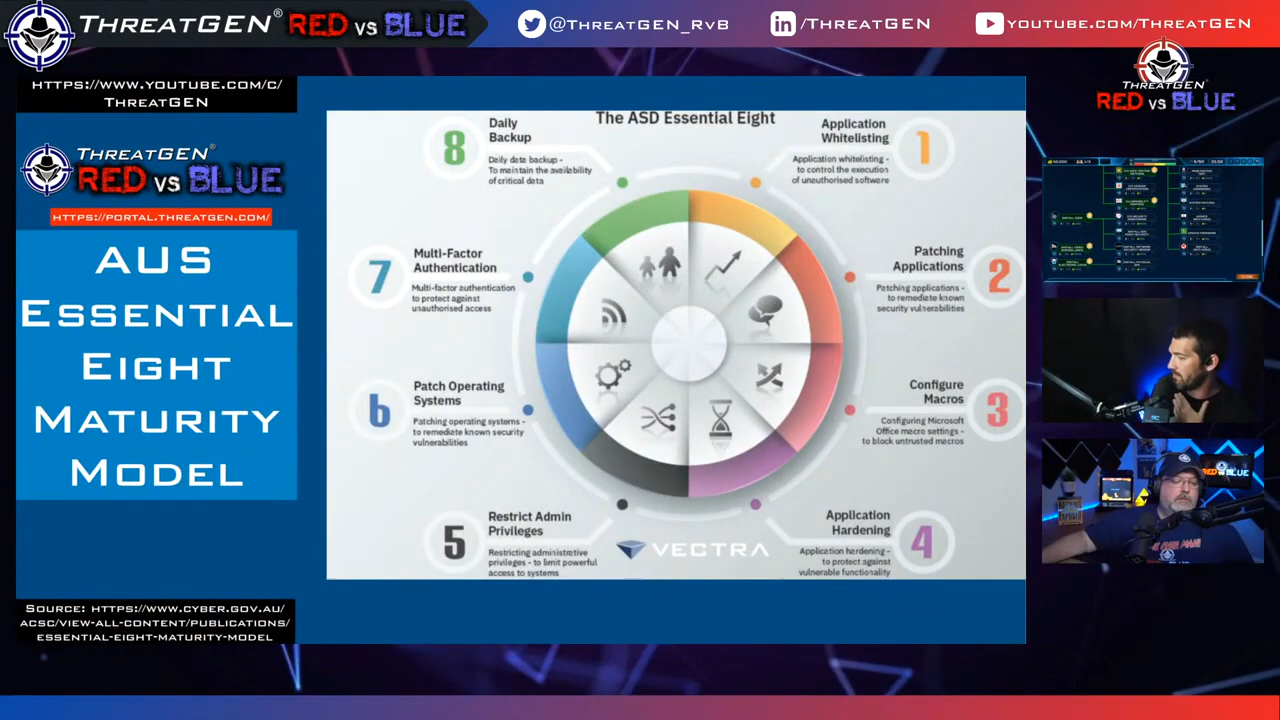 ThreatGEN® RED vs BLUE
@ThreatGEN_RvB
/ThreatGEN
YouTube.com/ThreatGEN
https://www.youtube.com/c/
ThreatGEN
ThreatGEN®
RED vs BLUE
https://portal.threatgen.com/
AUS
Essential
Eight
Maturity
Model
Source: https://www.cyber.gov.au/
acsc/view-all-content/publications/
essential-eight-maturity-model
The ASD Essential Eight
1
Application
Whitelisting
Application whitelisting -
to control the execution
of unauthorised software
2
Patching
Applications
Patching applications -
to remediate known
security vulnerabilities
3
Configure
Macros
Configuring Microsoft
Office macro settings -
to block untrusted macros
4
Application
Hardening
Application hardening -
to protect against
vulnerable functionality
5
Restrict Admin
Privileges
Restricting administrative
privileges - to limit powerful
access to systems
6
Patch Operating
Systems
Patching operating systems -
to remediate known security
vulnerabilities
7
Multi-Factor
Authentication
Multi-factor authentication
to protect against
unauthorised access
8
Daily
Backup
Daily data backup -
To maintain the availability
of critical data
VECTRA
ThreatGEN®
RED vs BLUE